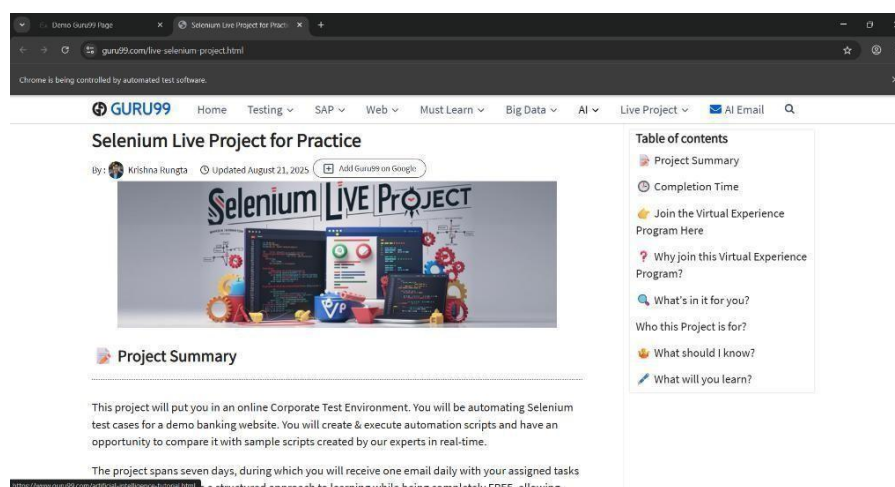 Demo Guru99 Page
Selenium Live Project for Practi
guru99.com/live-selenium-project.html
Chrome is being controlled by automated test software.
GURU99 Home Testing SAP Web Must Learn Big Data AI Live Project AI Email
Selenium Live Project for Practice
By: Krishna Rungta Updated August 21, 2025 Add Guru99 on Google
Selenium LIVE PROJECT
Project Summary
This project will put you in an online Corporate Test Environment. You will be automating Selenium
test cases for a demo banking website. You will create & execute automation scripts and have an
opportunity to compare it with sample scripts created by our experts in real-time.
The project spans seven days, during which you will receive one email daily with your assigned tasks
a structured approach to learning while being completely FREE, allowing
https://www.guru99.com/artificial-intelligence-tutorial.html
Table of contents
Project Summary
Completion Time
Join the Virtual Experience
Program Here
Why join this Virtual Experience
Program?
What's in it for you?
Who this Project is for?
What should I know?
What will you learn?